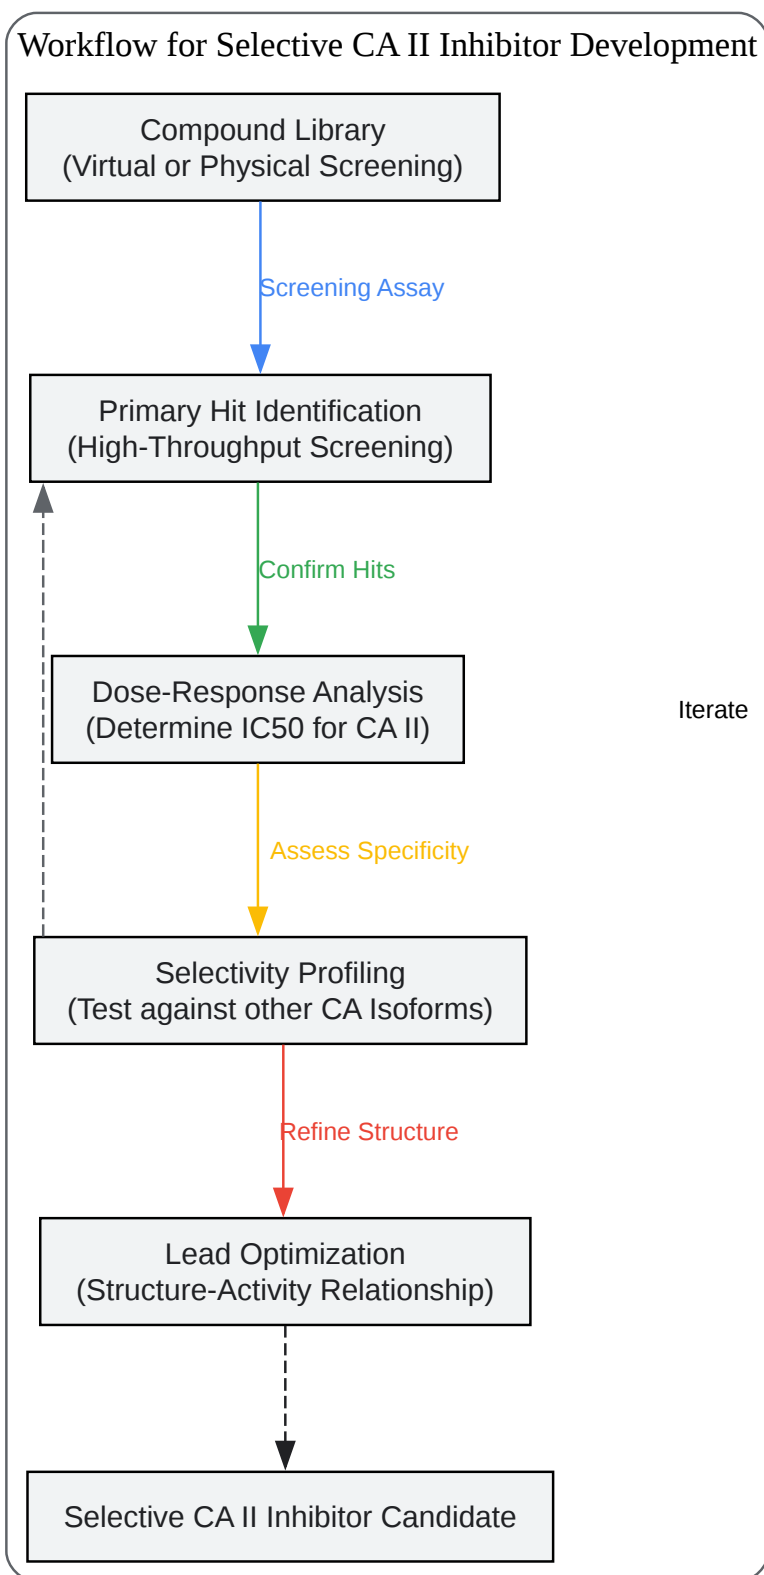 Workflow for Selective CA II Inhibitor Development
Compound Library
(Virtual or Physical Screening)
Screening Assay
Primary Hit Identification
(High-Throughput Screening)
Confirm Hits
Dose-Response Analysis
(Determine IC50 for CA II)
Iterate
Assess Specificity
Selectivity Profiling
(Test against other CA Isoforms)
Refine Structure
Lead Optimization
(Structure-Activity Relationship)
Selective CA II Inhibitor Candidate